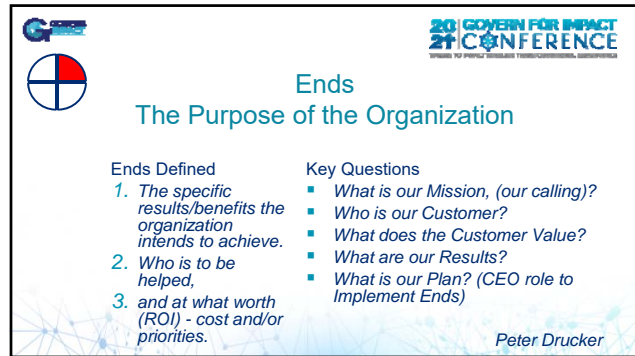 GOVERN FOR IMPACT
2021 GOVERN FOR IMPACT
CONFERENCE
Ends
The Purpose of the Organization
Ends Defined
1. The specific
results/benefits the
organization
intends to achieve.
2. Who is to be
helped,
3. and at what worth
(ROI) - cost and/or
priorities.
Key Questions
▪ What is our Mission, (our calling)?
▪ Who is our Customer?
▪ What does the Customer Value?
▪ What are our Results?
▪ What is our Plan? (CEO role to
Implement Ends)
Peter Drucker